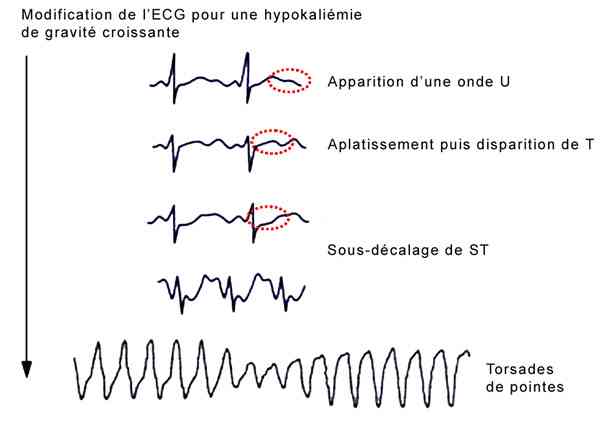 Modification de l'ECG pour une hypokaliémie
de gravité croissante
Apparition d'une onde U
Aplatissement puis disparition de T
Sous-décalage de ST
Torsades
de pointes